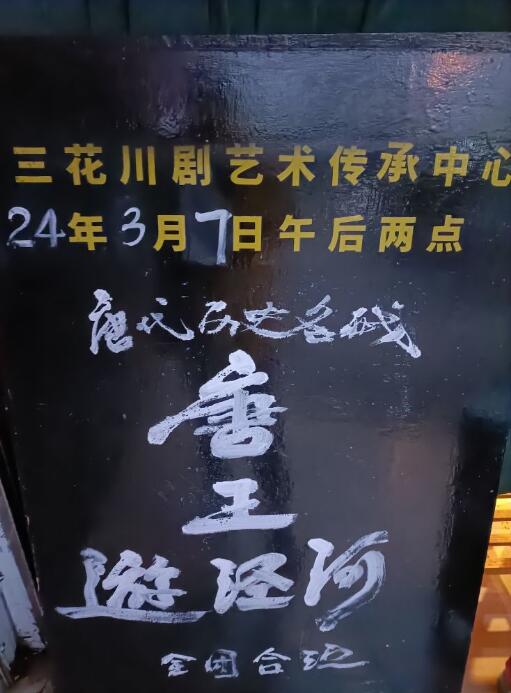 三花川剧艺术传承中心
24年3月7日午后两点
唐代历史名戏
唐
王
游泾河
全团合演